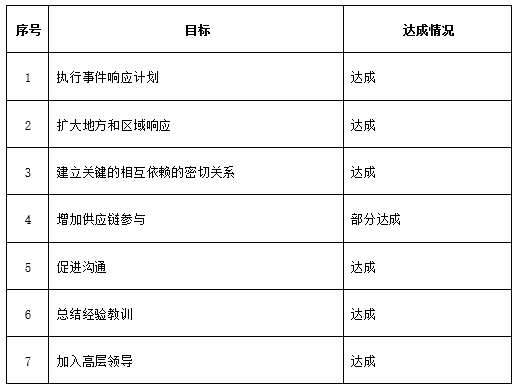 序号 目标 达成情况
1 执行事件响应计划 达成
2 扩大地方和区域响应 达成
3 建立关键的相互依赖的密切关系 达成
4 增加供应链参与 部分达成
5 促进沟通 达成
6 总结经验教训 达成
7 加入高层领导 达成